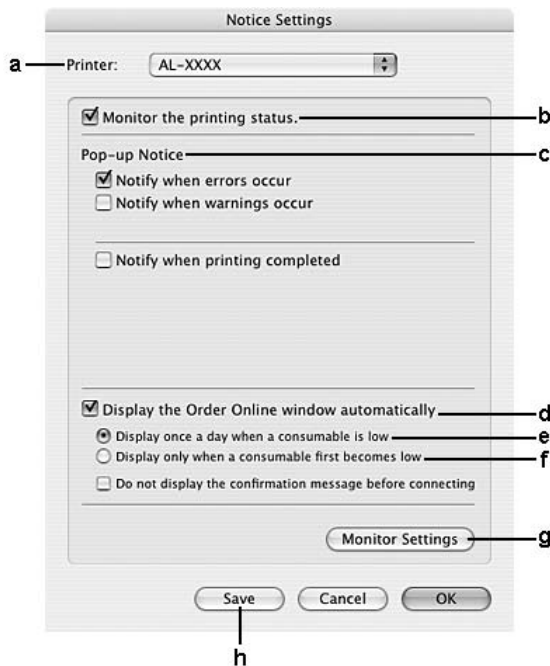 Notice Settings
a Printer: AL-XXXX
Monitor the printing status. b
Pop-up Notice c
Notify when errors occur
Notify when warnings occur
Notify when printing completed
Display the Order Online window automatically d
Display once a day when a consumable is low e
Display only when a consumable first becomes low f
Do not display the confirmation message before connecting
Monitor Settings g
Save Cancel OK
h